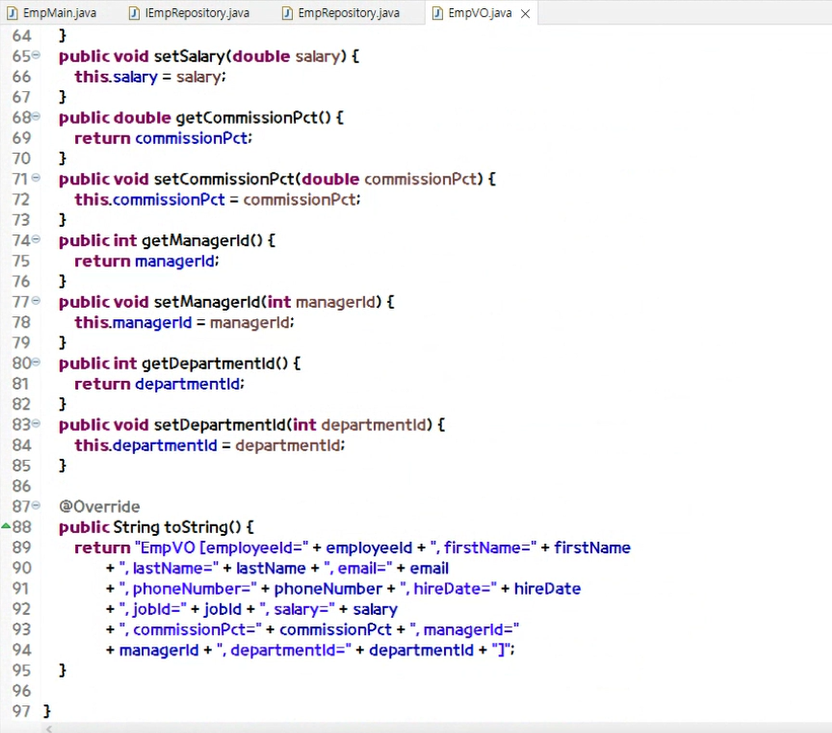 EmpMain.java IEmpRepository.java EmpRepository.java EmpVO.java
64 }
65 public void setSalary(double salary) {
66 this.salary = salary;
67 }
68 public double getCommissionPct() {
69 return commissionPct;
70 }
71 public void setCommissionPct(double commissionPct) {
72 this.commissionPct = commissionPct;
73 }
74 public int getManagerId() {
75 return managerId;
76 }
77 public void setManagerId(int managerId) {
78 this.managerId = managerId;
79 }
80 public int getDepartmentId() {
81 return departmentId;
82 }
83 public void setDepartmentId(int departmentId) {
84 this.departmentId = departmentId;
85 }
86
87 @Override
88 public String toString() {
89 return "EmpVO [employeeId=" + employeeId + ", firstName=" + firstName
90 + ", lastName=" + lastName + ", email=" + email
91 + ", phoneNumber=" + phoneNumber + ", hireDate=" + hireDate
92 + ", jobId=" + jobId + ", salary=" + salary
93 + ", commissionPct=" + commissionPct + ", managerId="
94 + managerId + ", departmentId=" + departmentId + "]";
95 }
96
97 }